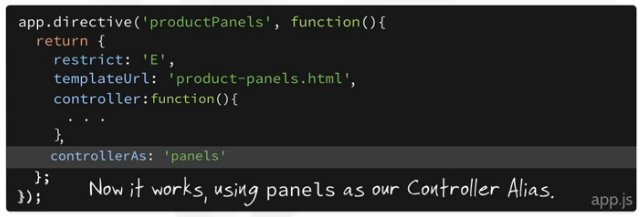 app.directive('productPanels', function(){
  return {
    restrict: 'E',
    templateUrl: 'product-panels.html',
    controller:function(){
      . . .
    },
    controllerAs: 'panels'
  };
});
Now it works, using panels as our Controller Alias.
app.js